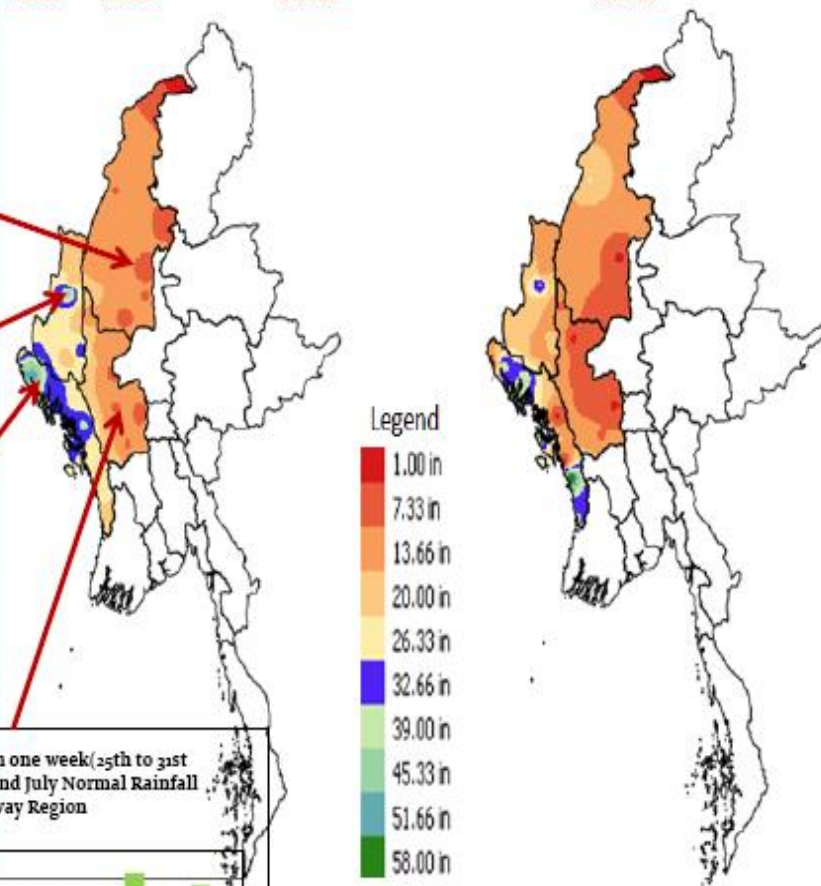 Legend
1.00 in
7.33 in
13.66 in
20.00 in
26.33 in
32.66 in
39.00 in
45.33 in
51.66 in
58.00 in
one week(25th to 31st
nd July Normal Rainfall
Region